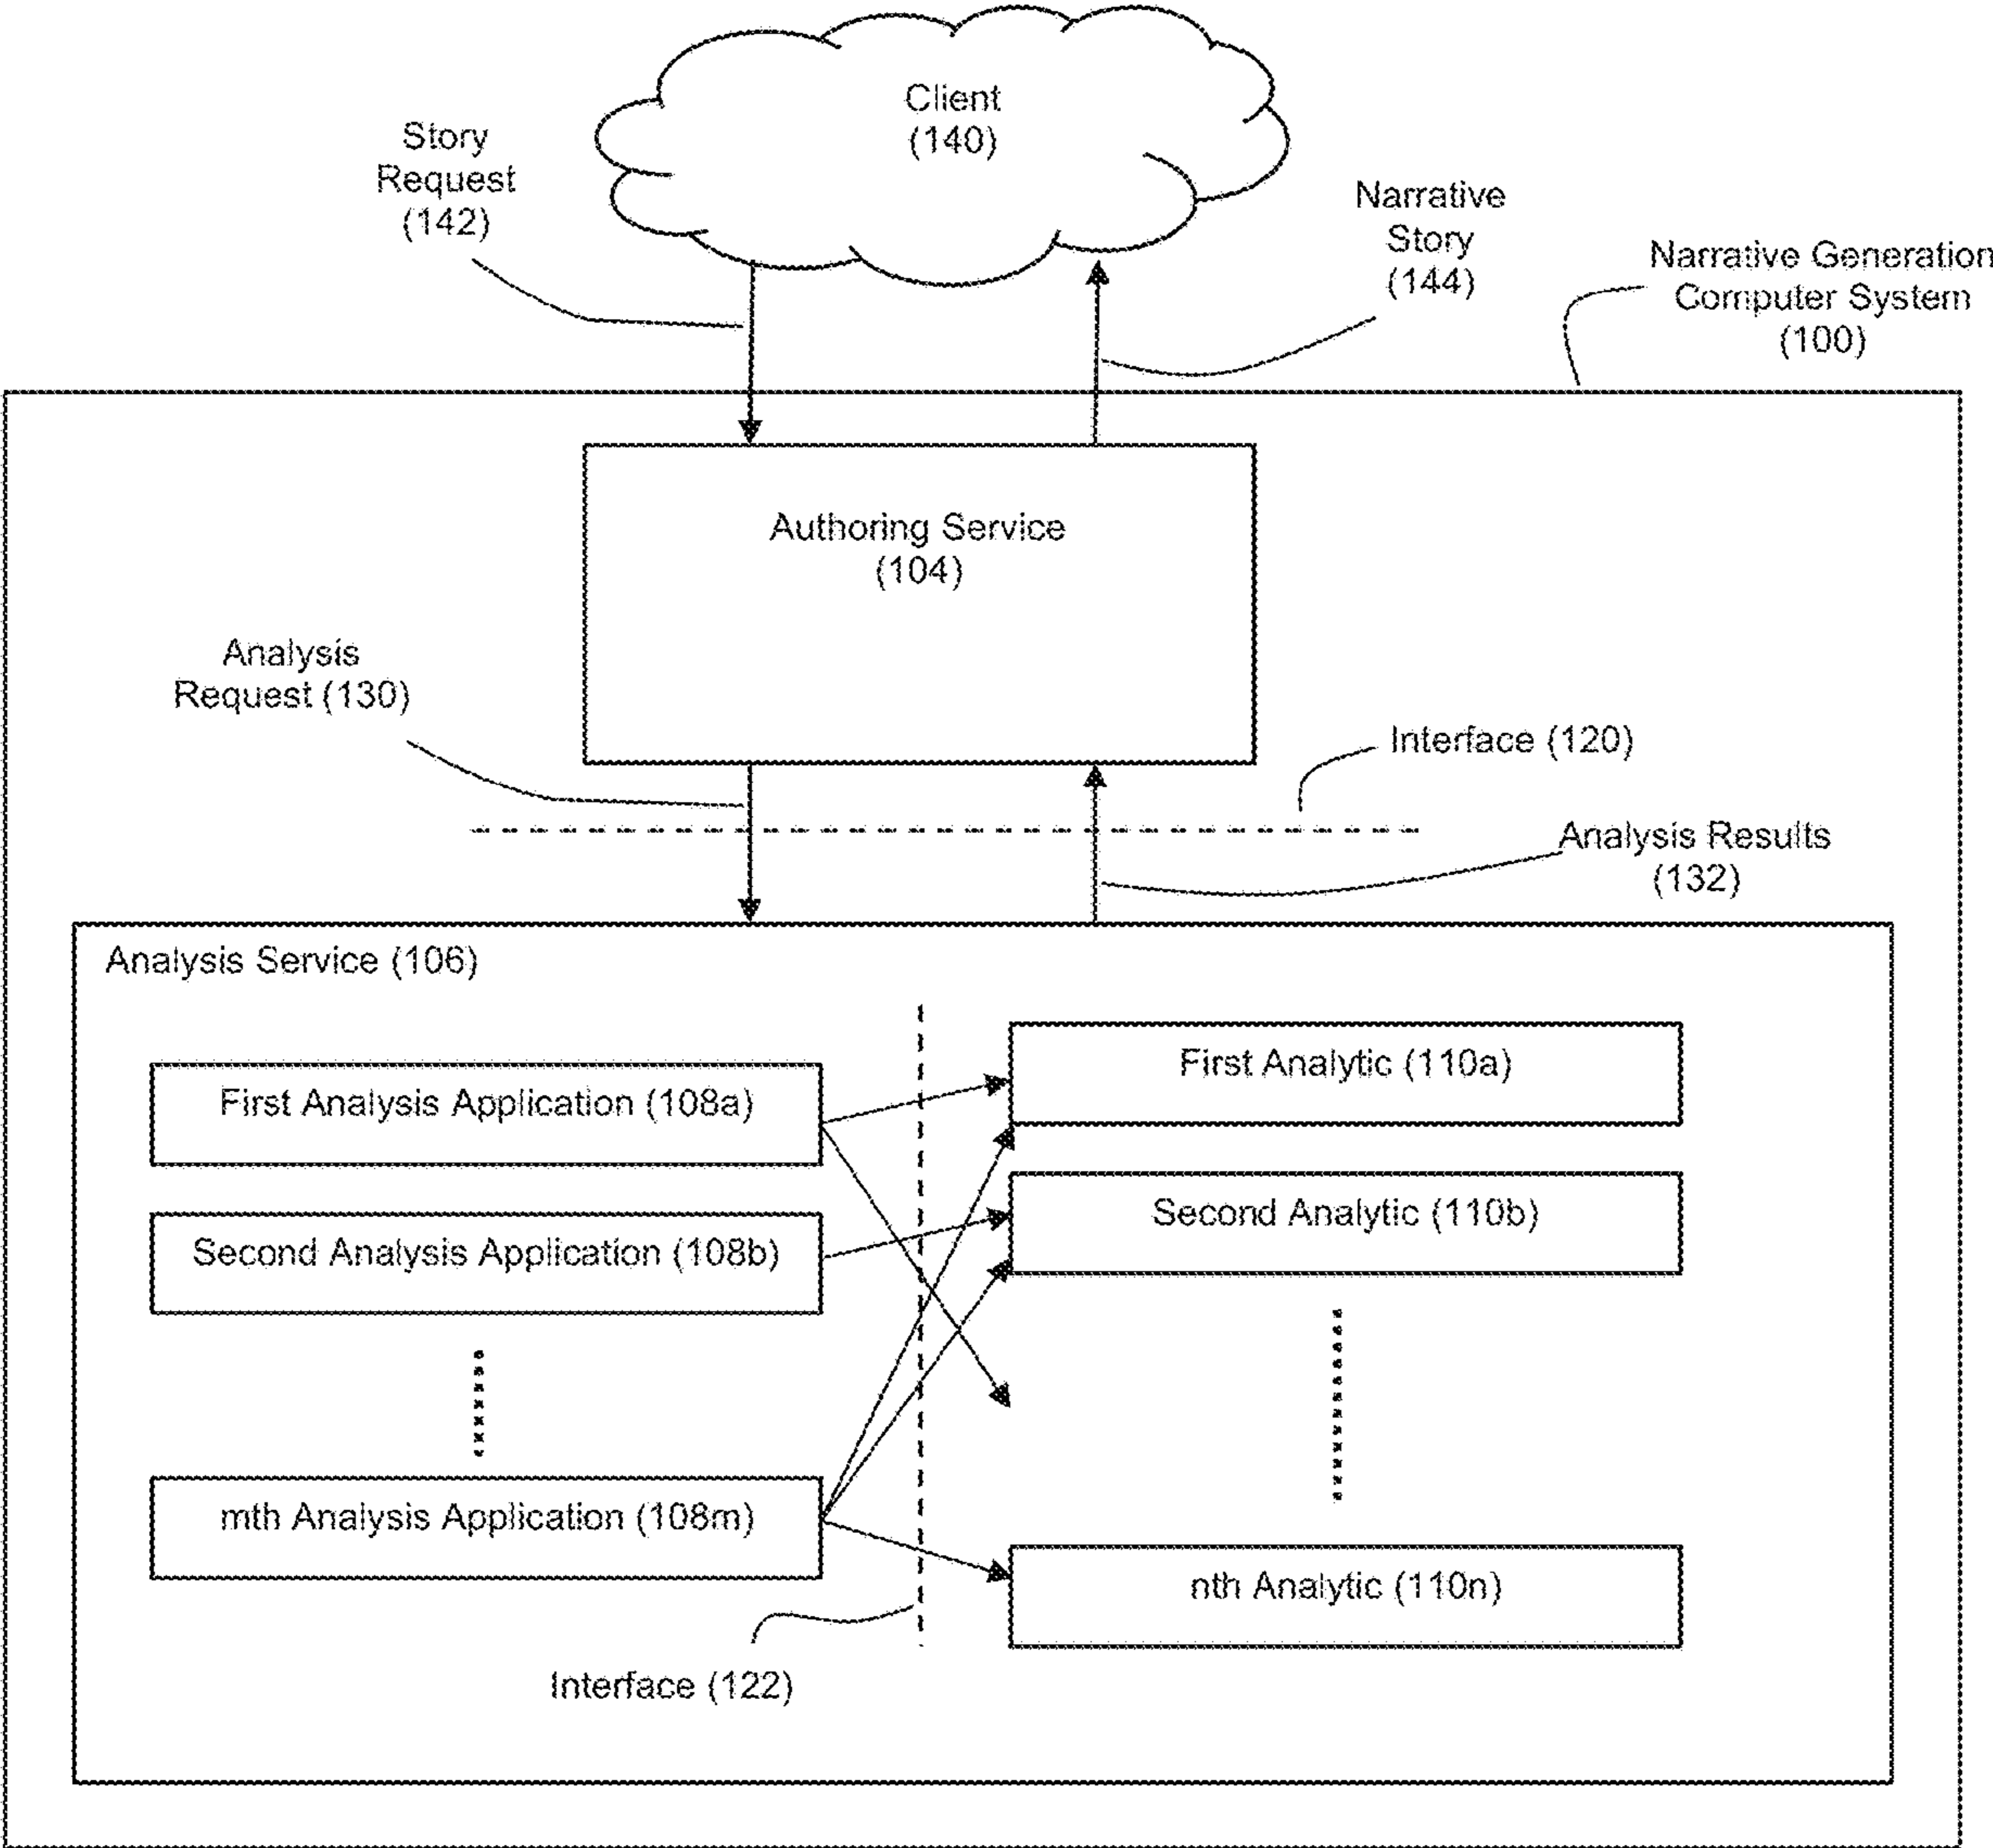 Client
(140)
Story
Request
(142)
Narrative
Story
(144)
Narrative Generation
Computer System
(100)
Authoring Service
(104)
Analysis
Request (130)
Interface (120)
Analysis Results
(132)
Analysis Service (106)
First Analysis Application (108a)
First Analytic (110a)
Second Analysis Application (108b)
Second Analytic (110b)
mth Analysis Application (108m)
nth Analytic (110n)
Interface (122)